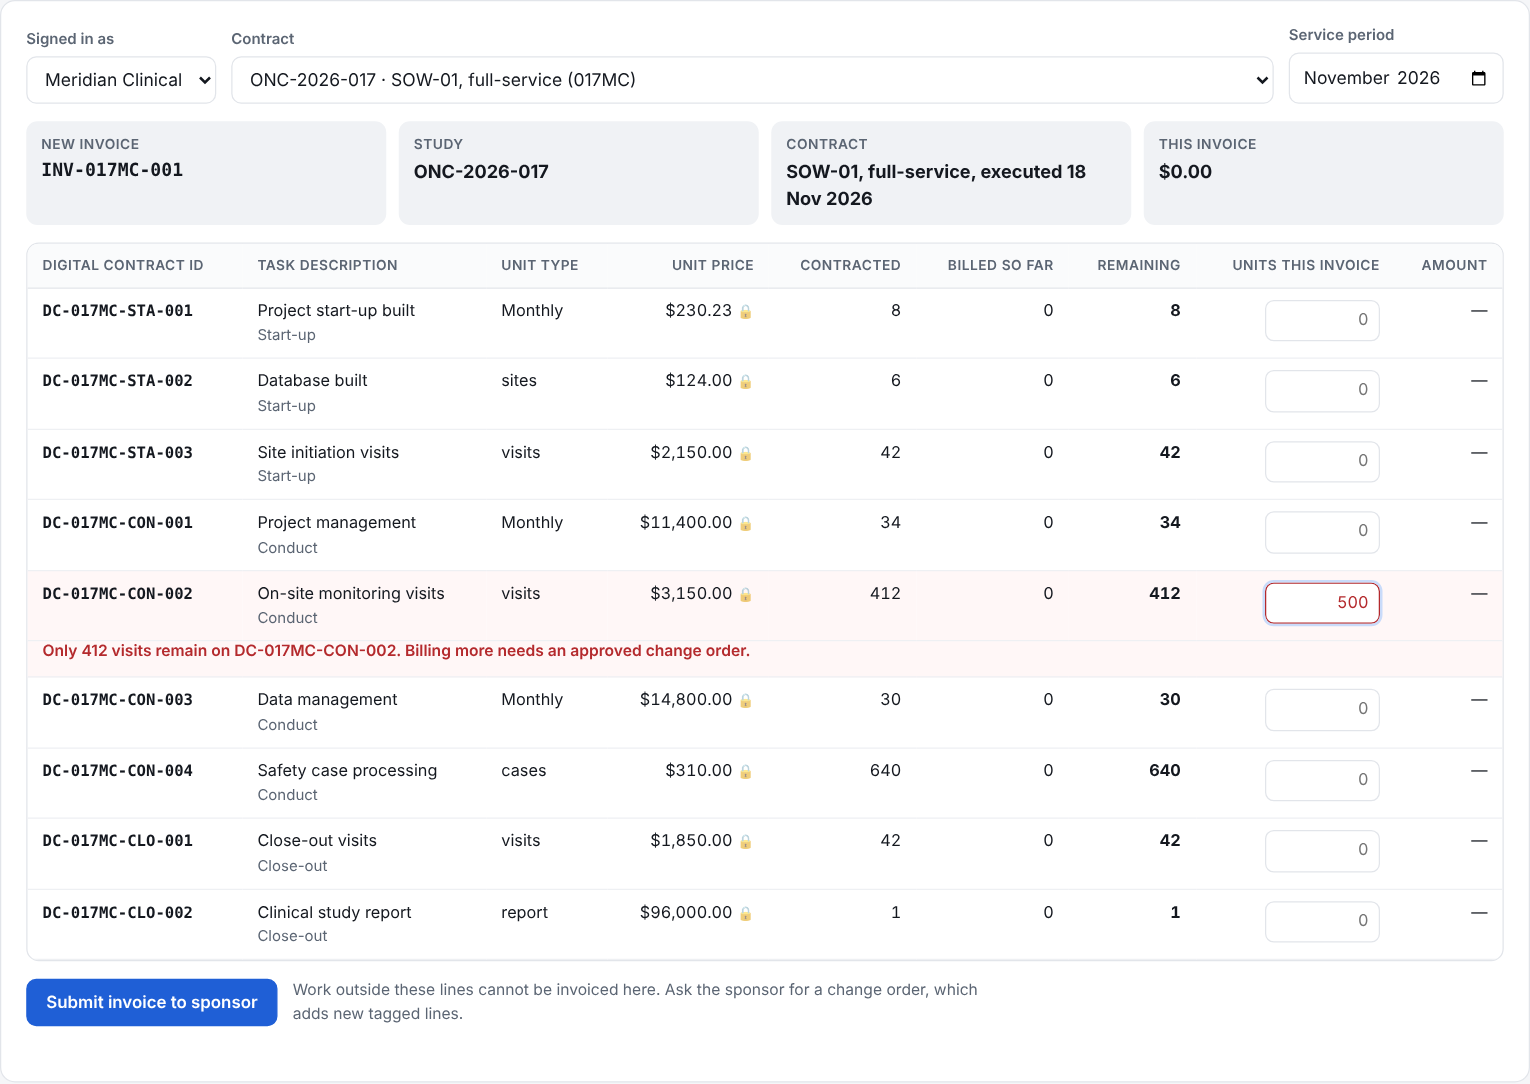 Signed in as
Contract
Service period
Meridian Clinical
ONC-2026-017 · SOW-01, full-service (017MC)
November 2026
NEW INVOICE
INV-017MC-001
STUDY
ONC-2026-017
CONTRACT
SOW-01, full-service, executed 18
Nov 2026
THIS INVOICE
$0.00
DIGITAL CONTRACT ID TASK DESCRIPTION UNIT TYPE UNIT PRICE CONTRACTED BILLED SO FAR REMAINING UNITS THIS INVOICE AMOUNT
DC-017MC-STA-001 Project start-up built Monthly $230.23 8 0 8 0 —
Start-up
DC-017MC-STA-002 Database built sites $124.00 6 0 6 0 —
Start-up
DC-017MC-STA-003 Site initiation visits visits $2,150.00 42 0 42 0 —
Start-up
DC-017MC-CON-001 Project management Monthly $11,400.00 34 0 34 0 —
Conduct
DC-017MC-CON-002 On-site monitoring visits visits $3,150.00 412 0 412 500 —
Conduct
Only 412 visits remain on DC-017MC-CON-002. Billing more needs an approved change order.
DC-017MC-CON-003 Data management Monthly $14,800.00 30 0 30 0 —
Conduct
DC-017MC-CON-004 Safety case processing cases $310.00 640 0 640 0 —
Conduct
DC-017MC-CLO-001 Close-out visits visits $1,850.00 42 0 42 0 —
Close-out
DC-017MC-CLO-002 Clinical study report report $96,000.00 1 0 1 0 —
Close-out
Submit invoice to sponsor
Work outside these lines cannot be invoiced here. Ask the sponsor for a change order, which
adds new tagged lines.